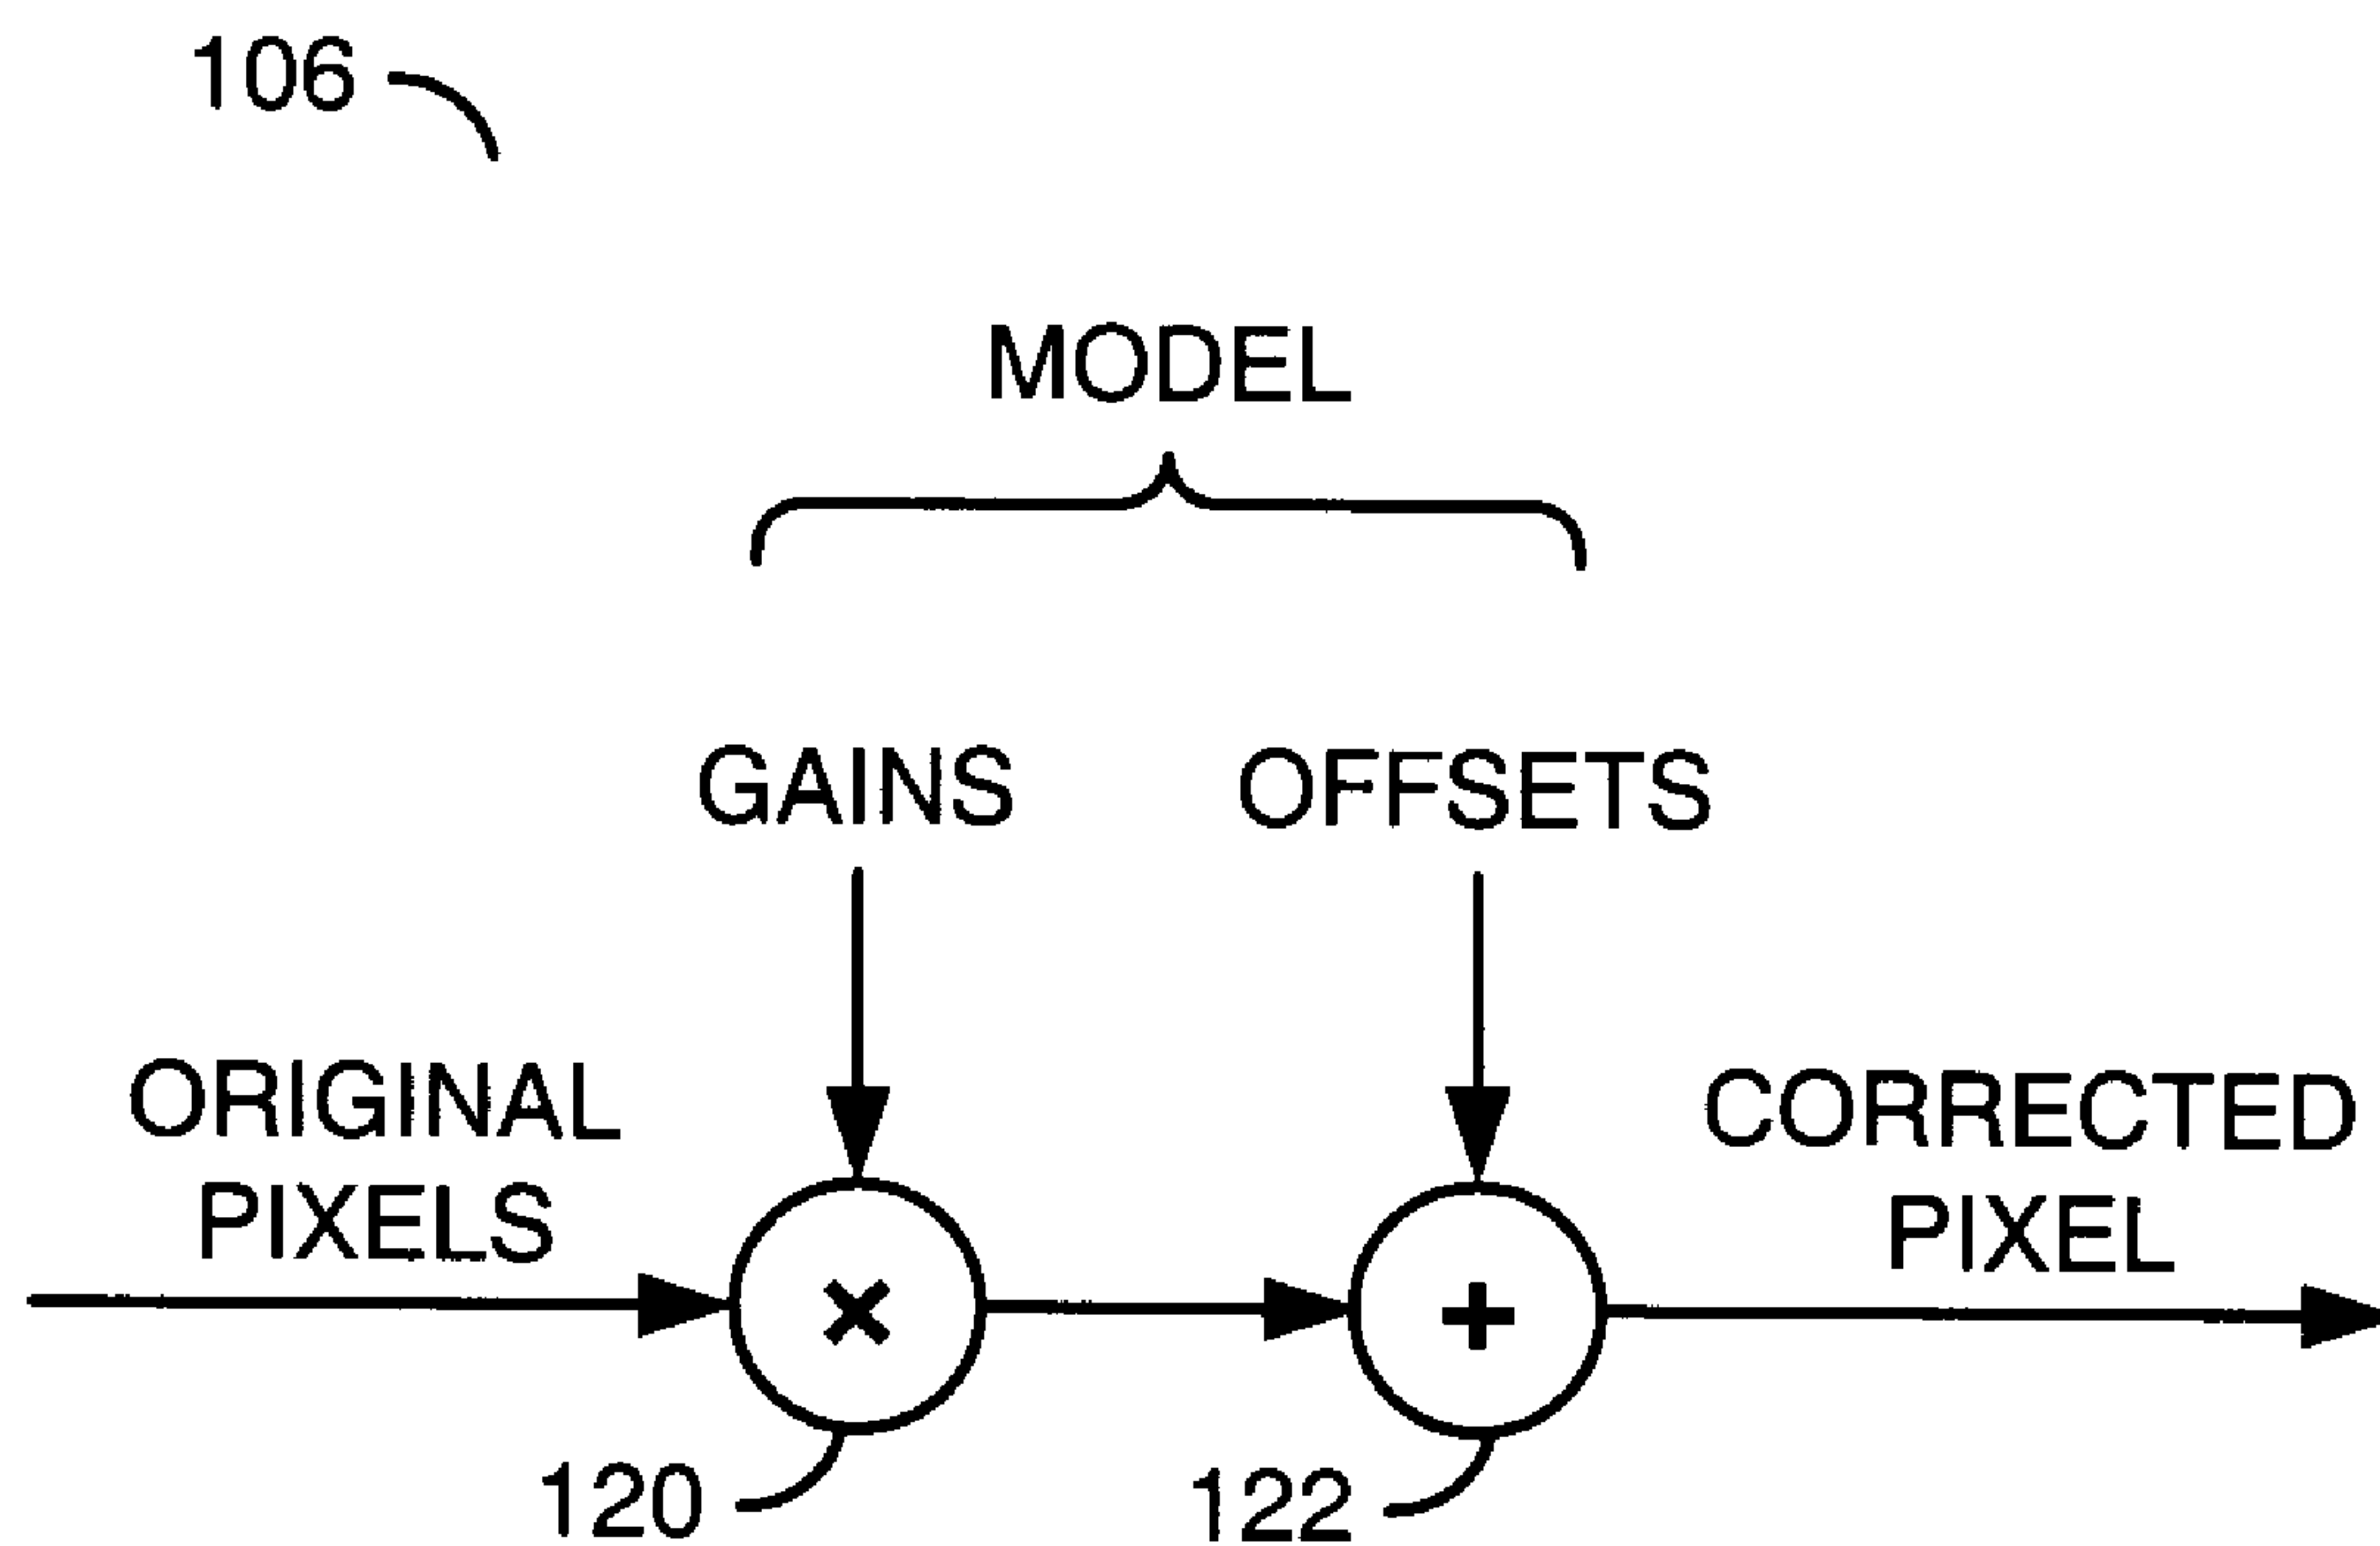 106
MODEL
GAINS
OFFSETS
ORIGINAL
PIXELS
CORRECTED
PIXEL
×
+
120
122